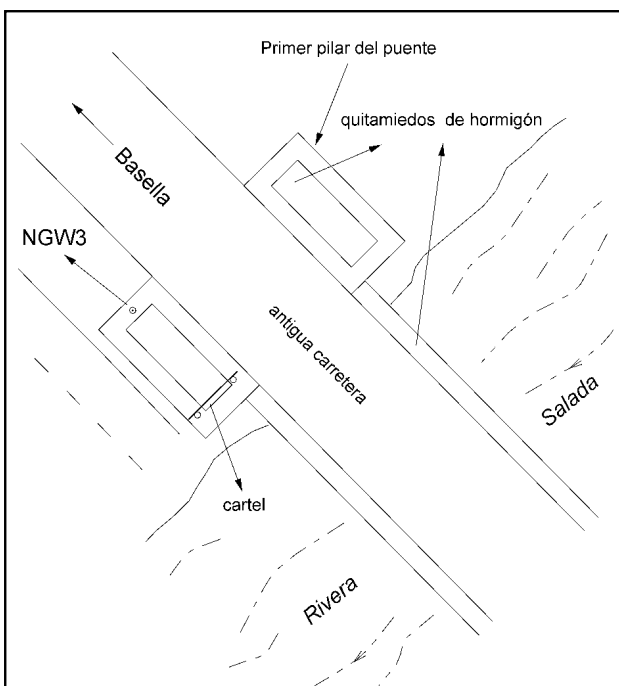 Primer pilar del puente
quitamiedos de hormigón
Basella
NGW3
antigua carretera
Salada
cartel
Rivera